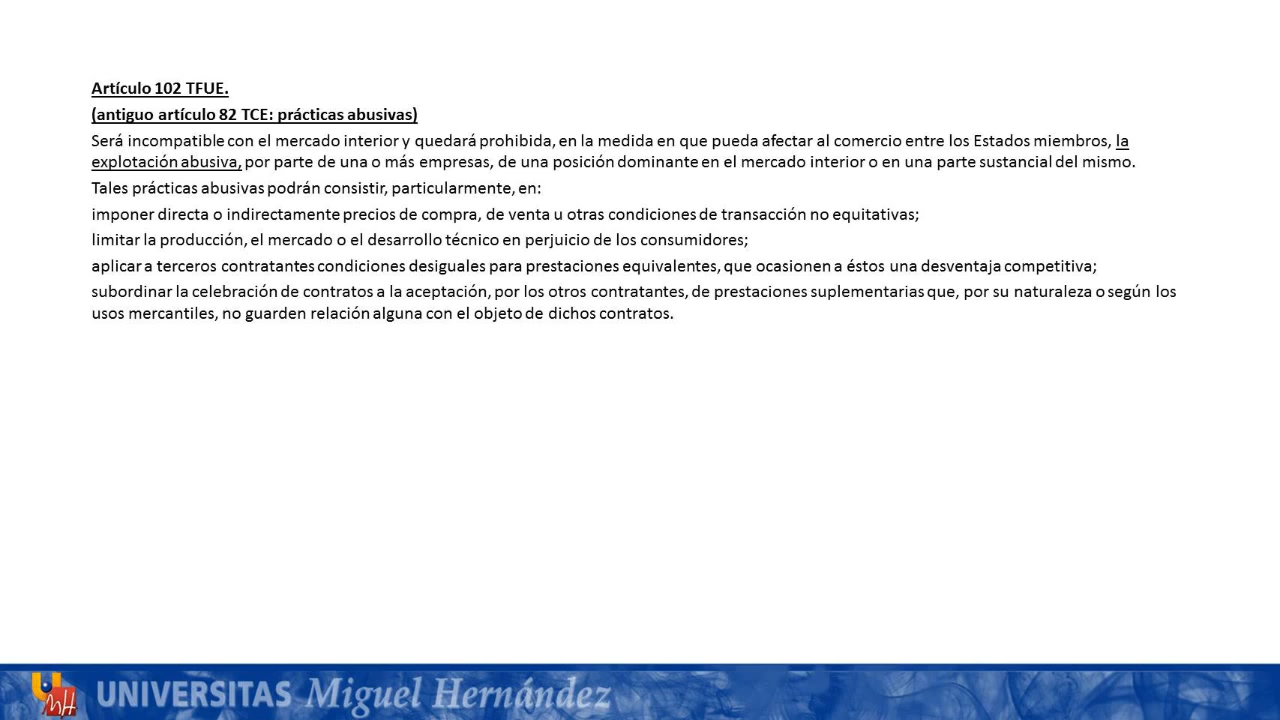 Artículo 102 TFUE.
(antiguo artículo 82 TCE: prácticas abusivas)
Será incompatible con el mercado interior y quedará prohibida, en la medida en que pueda afectar al comercio entre los Estados miembros, la
explotación abusiva, por parte de una o más empresas, de una posición dominante en el mercado interior o en una parte sustancial del mismo.
Tales prácticas abusivas podrán consistir, particularmente, en:
imponer directa o indirectamente precios de compra, de venta u otras condiciones de transacción no equitativas;
limitar la producción, el mercado o el desarrollo técnico en perjuicio de los consumidores;
aplicar a terceros contratantes condiciones desiguales para prestaciones equivalentes, que ocasionen a éstos una desventaja competitiva;
subordinar la celebración de contratos a la aceptación, por los otros contratantes, de prestaciones suplementarias que, por su naturaleza o según los
usos mercantiles, no guarden relación alguna con el objeto de dichos contratos.
UMH UNIVERSITAS Miguel Hernández